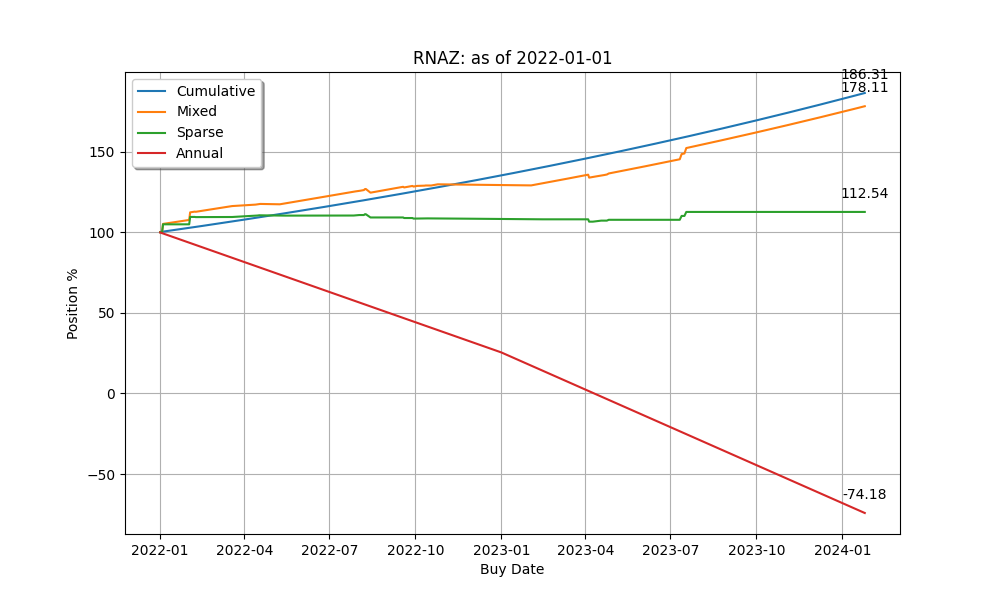 RNAZ: as of 2022-01-01
186.31
178.11
112.54
-74.18
Cumulative
Mixed
Sparse
Annual
Position %
150
100
50
0
−50
2022-01 2022-04 2022-07 2022-10 2023-01 2023-04 2023-07 2023-10 2024-01
Buy Date